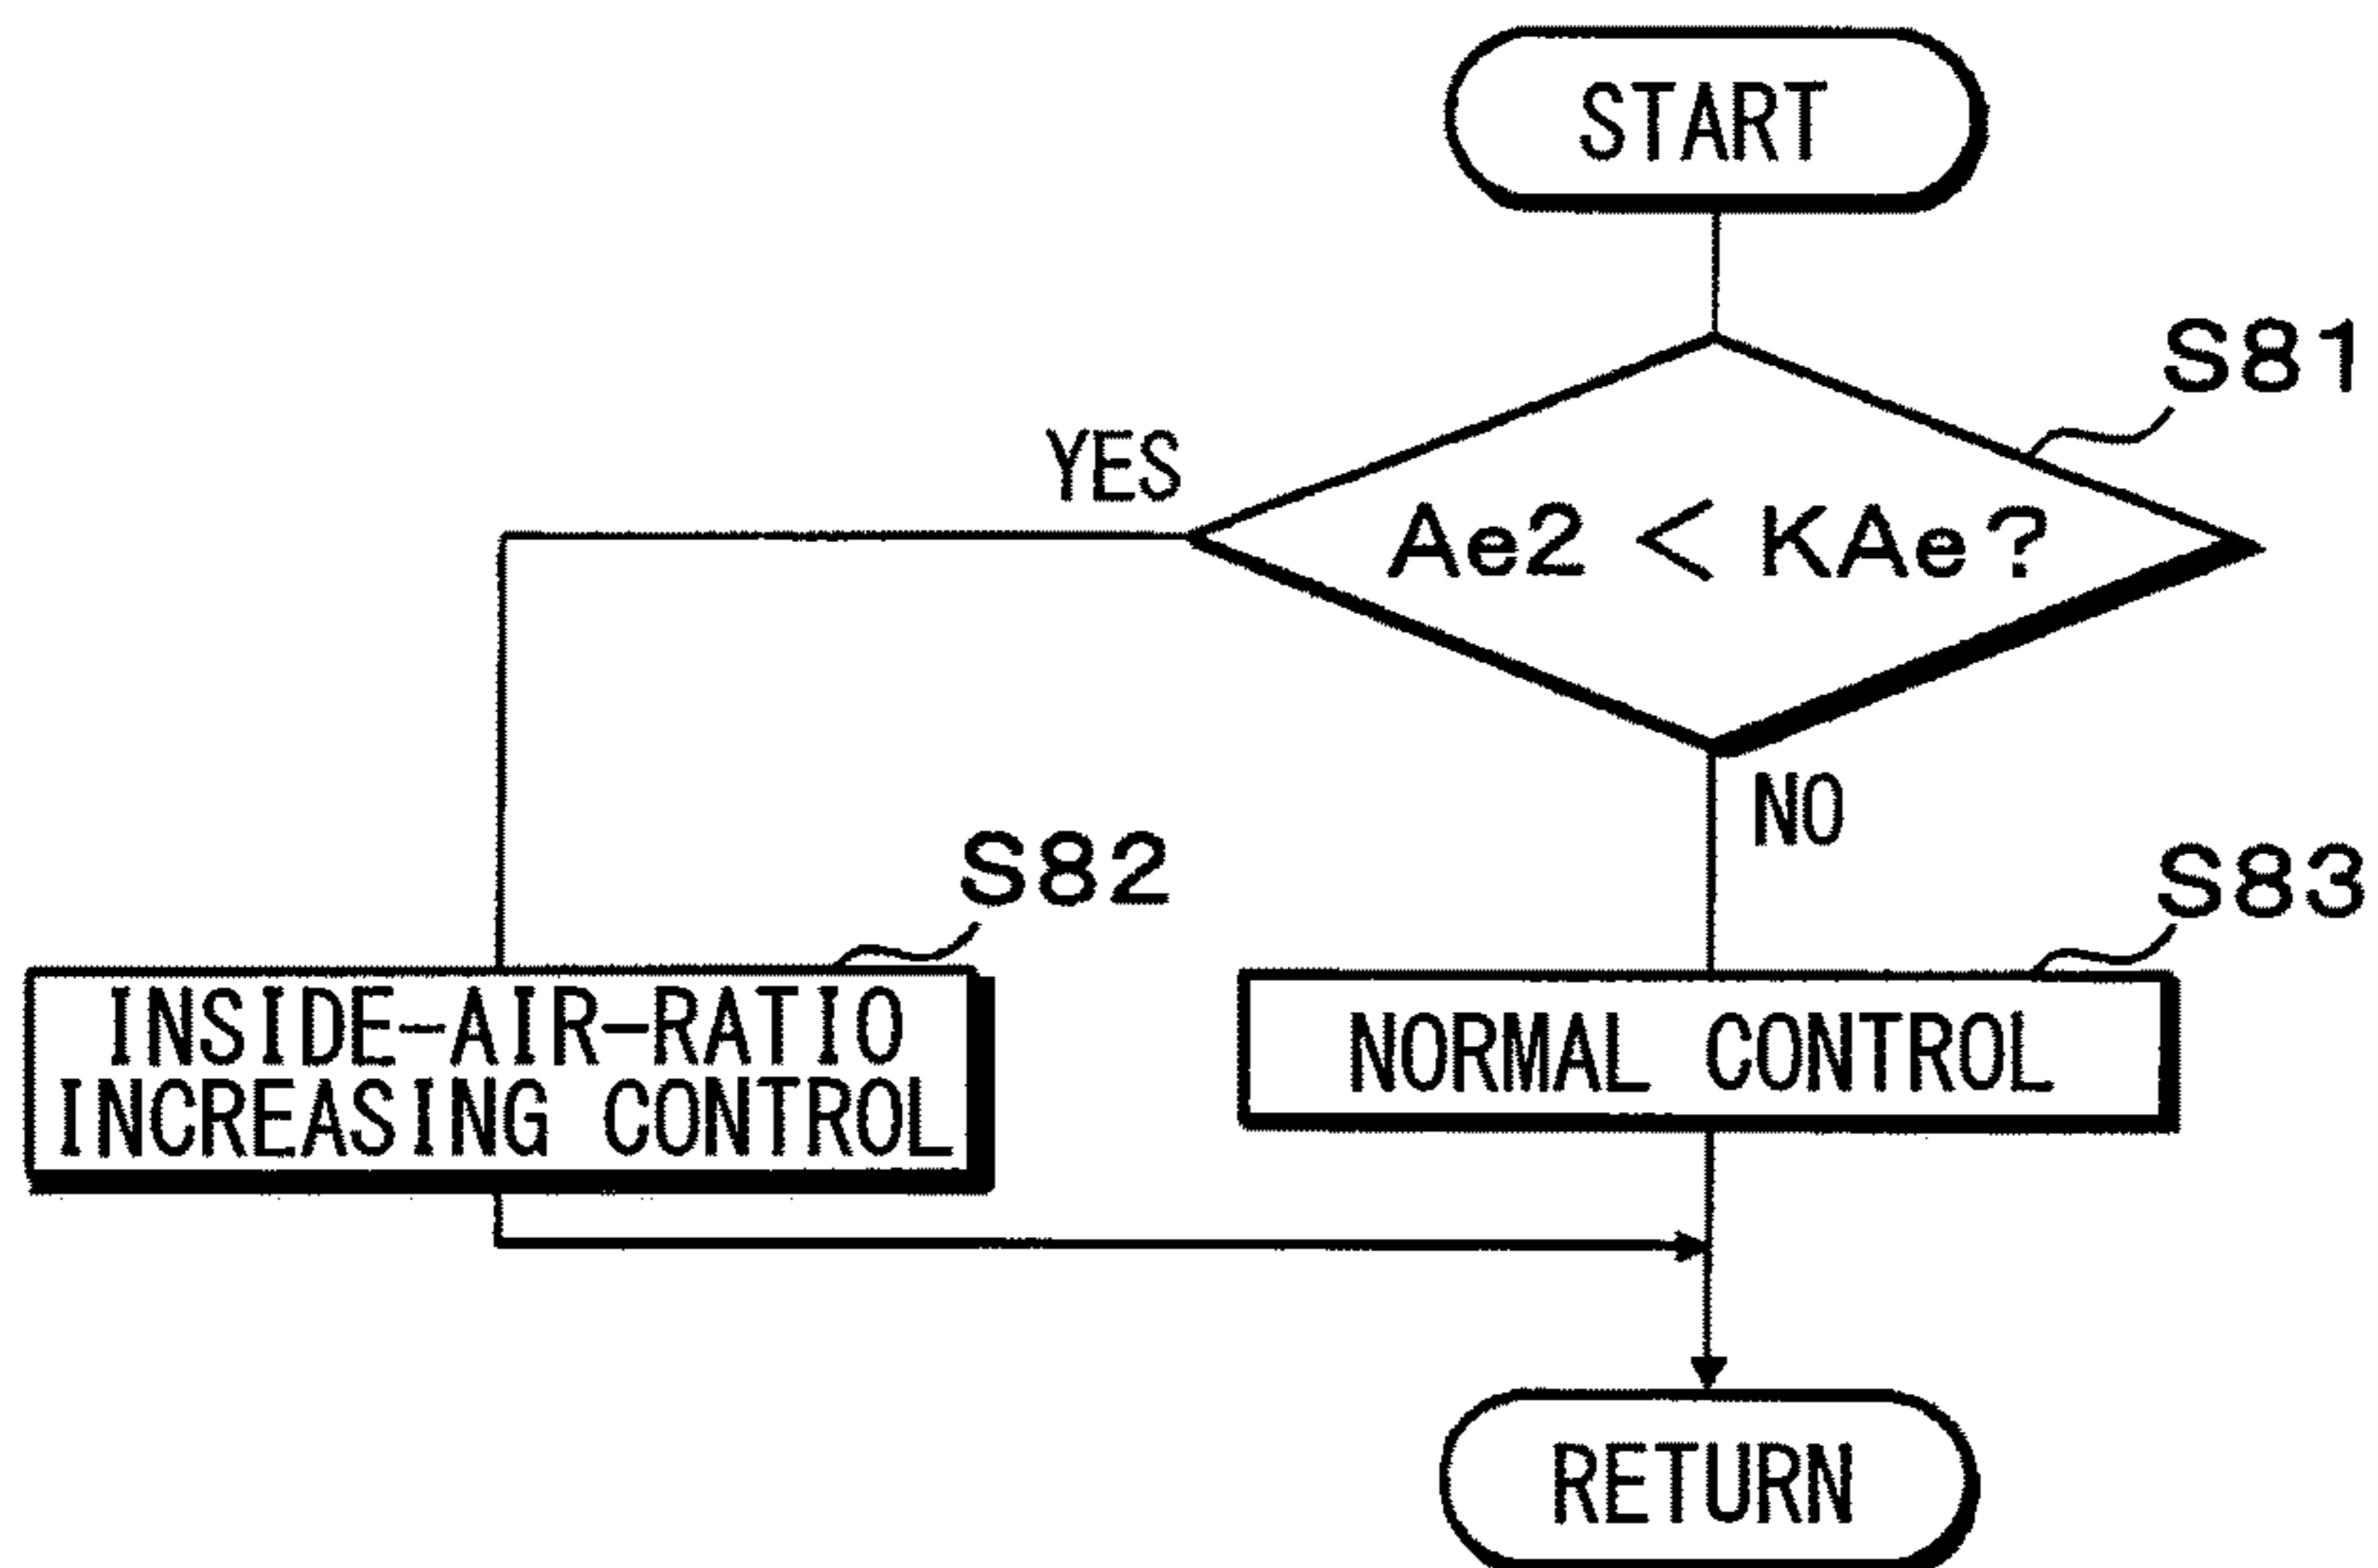 START
S81
YES
Ae2 < KAe?
NO
S82
S83
INSIDE-AIR-RATIO
INCREASING CONTROL
NORMAL CONTROL
RETURN